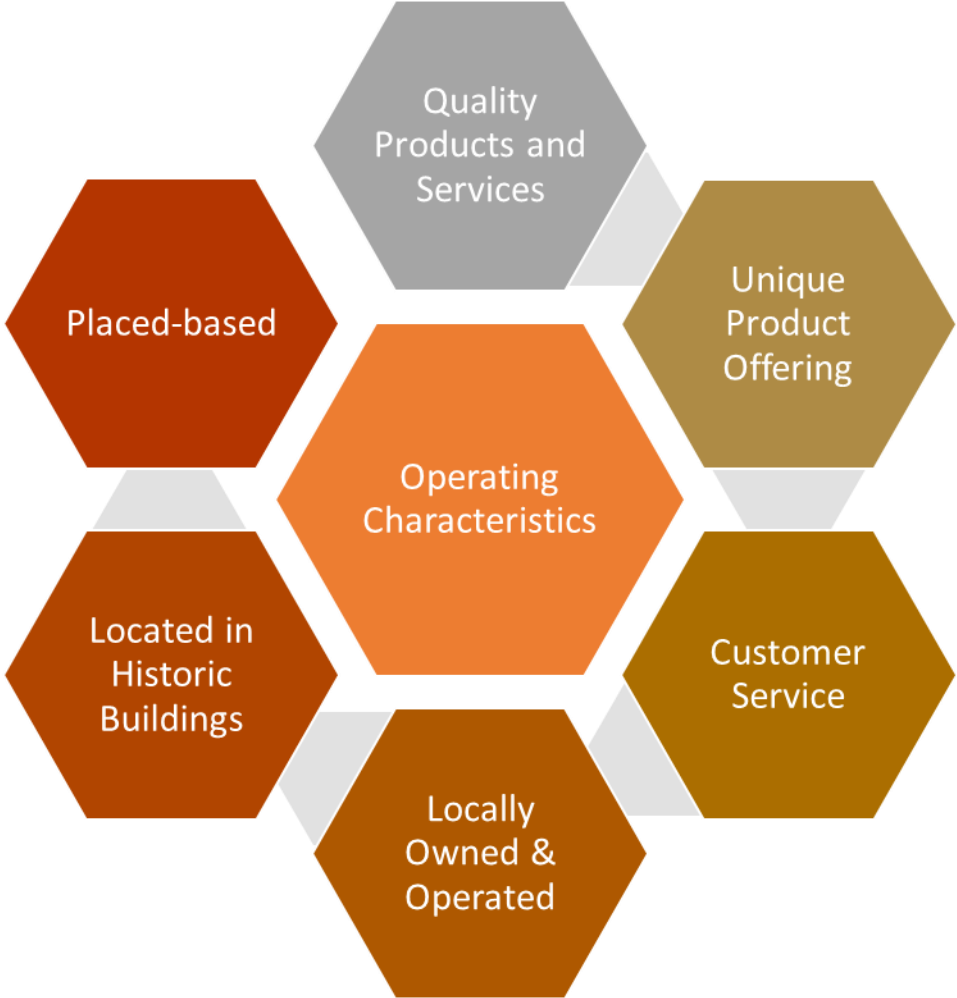 Quality
Products and
Services
Unique
Product
Offering
Customer
Service
Locally
Owned &
Operated
Located in
Historic
Buildings
Placed-based
Operating
Characteristics